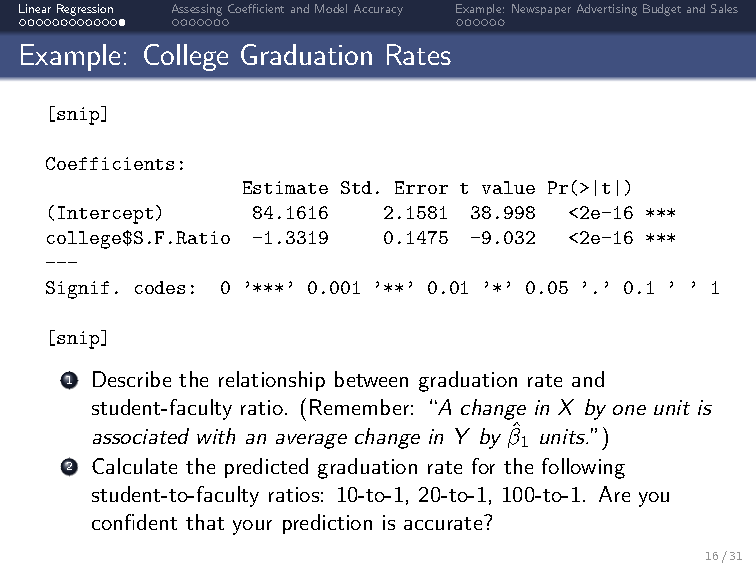 Linear Regression Assessing Coefficient and Model Accuracy Example: Newspaper Advertising Budget and Sales
Example: College Graduation Rates
[snip]
Coefficients:
Estimate Std. Error t value Pr(>|t|)
(Intercept) 84.1616 2.1581 38.998 <2e-16 ***
college$S.F.Ratio -1.3319 0.1475 -9.032 <2e-16 ***
---
Signif. codes: 0 '***' 0.001 '**' 0.01 '*' 0.05 '.' 0.1 ' ' 1
[snip]
1 Describe the relationship between graduation rate and
student-faculty ratio. (Remember: “A change in X by one unit is
associated with an average change in Y by β̂₁ units.”)
2 Calculate the predicted graduation rate for the following
student-to-faculty ratios: 10-to-1, 20-to-1, 100-to-1. Are you
confident that your prediction is accurate?
16 / 31